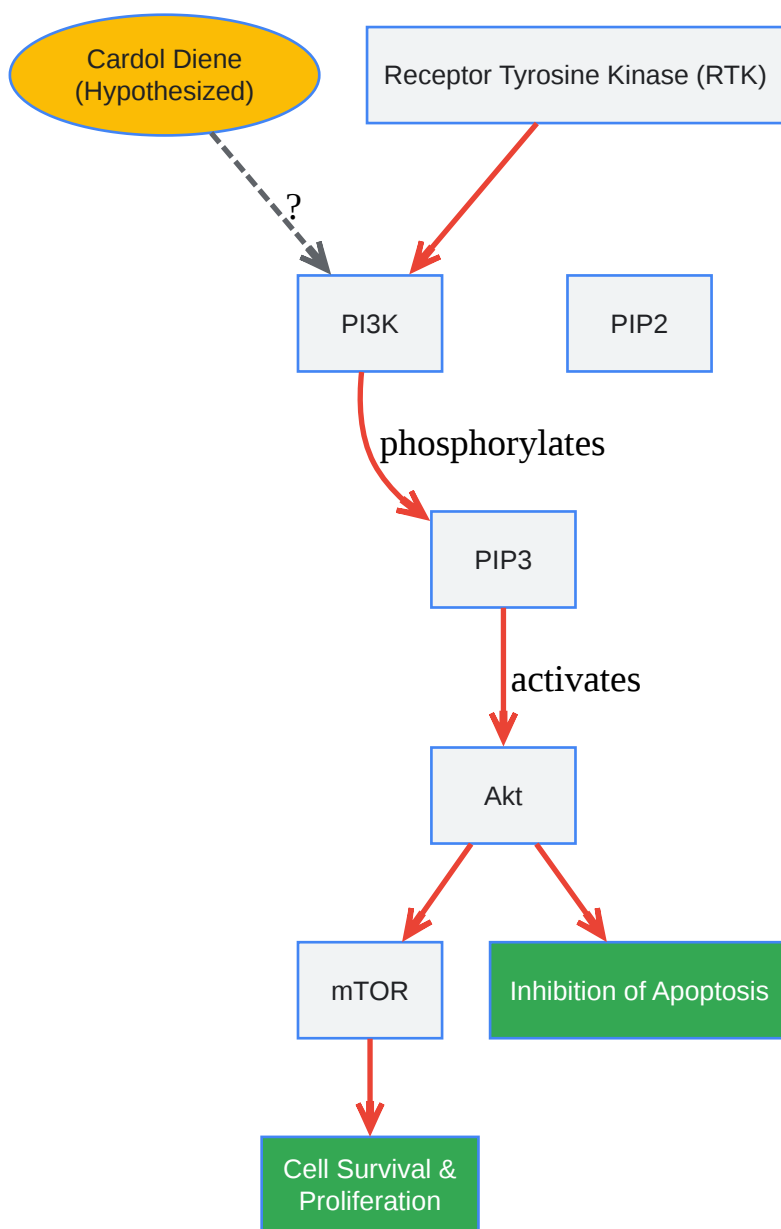 Cardol Diene
(Hypothesized)
Receptor Tyrosine Kinase (RTK)
?
PI3K
PIP2
phosphorylates
PIP3
activates
Akt
mTOR
Inhibition of Apoptosis
Cell Survival &
Proliferation